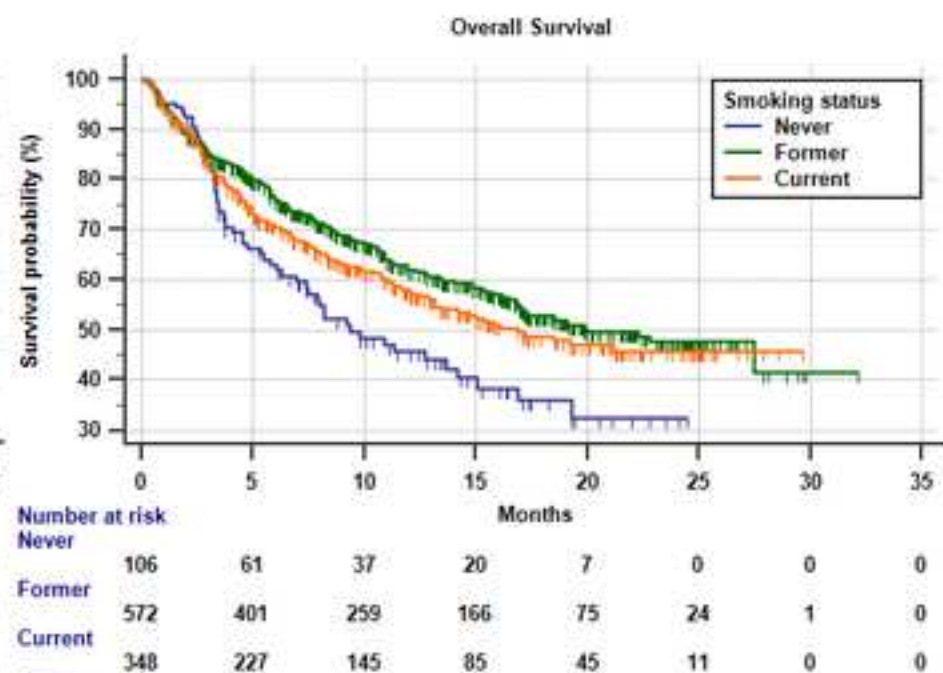 Overall Survival
Survival probability (%)
100
90
80
70
60
50
40
30
Smoking status
Never
Former
Current
0 5 10 15 20 25 30 35
Months
Number at risk
Never
106 61 37 20 7 0 0 0
Former
572 401 259 166 75 24 1 0
Current
348 227 145 85 45 11 0 0